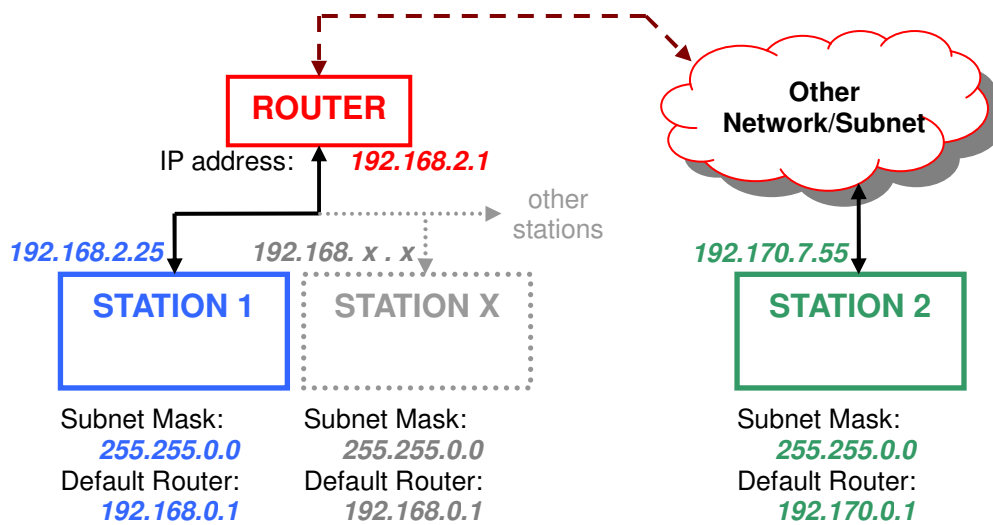 ROUTER
Other
Network/Subnet
IP address: 192.168.2.1
other
stations
192.168.2.25
192.168. x . x
192.170.7.55
STATION 1
STATION X
STATION 2
Subnet Mask:
255.255.0.0
Default Router:
192.168.0.1
Subnet Mask:
255.255.0.0
Default Router:
192.168.0.1
Subnet Mask:
255.255.0.0
Default Router:
192.170.0.1